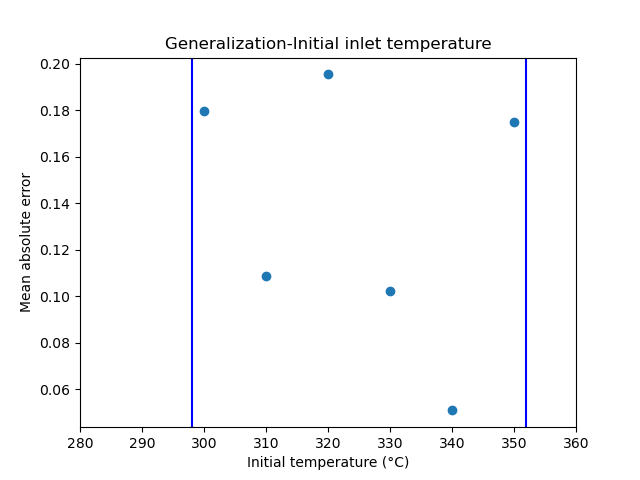 Generalization-Initial inlet temperature
0.20
0.18
0.16
0.14
0.12
0.10
0.08
0.06
Mean absolute error
280 290 300 310 320 330 340 350 360
Initial temperature (°C)